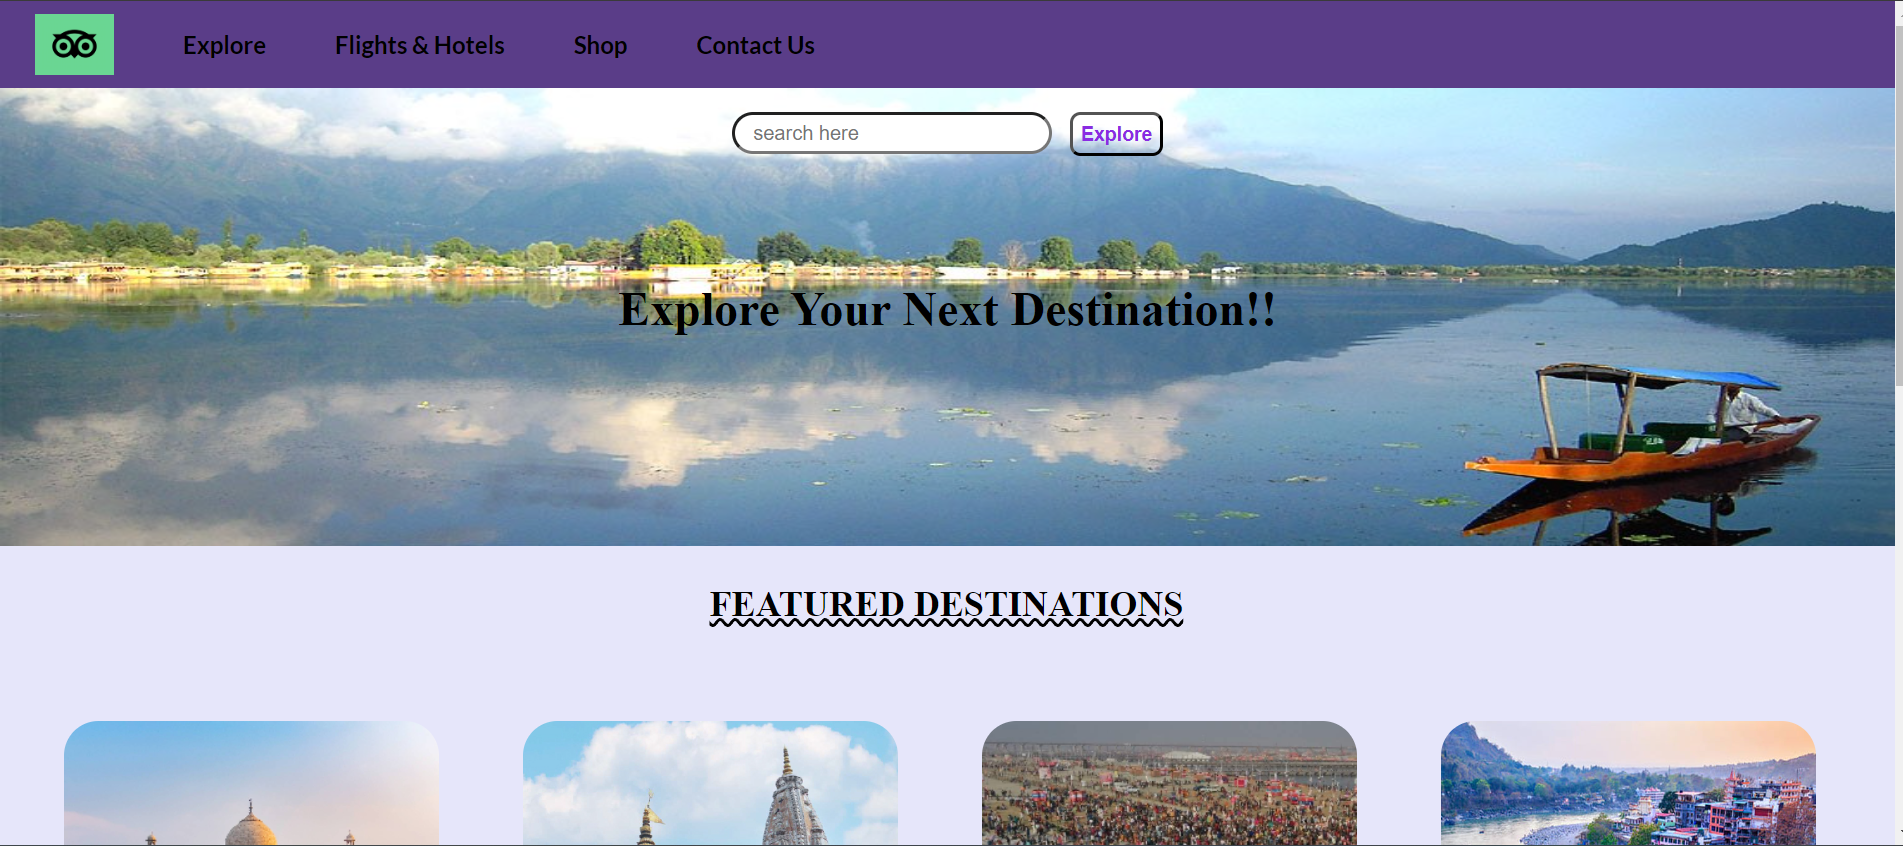 Explore Flights & Hotels Shop Contact Us
search here Explore
Explore Your Next Destination!!
FEATURED DESTINATIONS